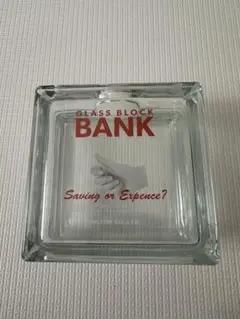 GLASS BLOCK
BANK
Saving or Expence?